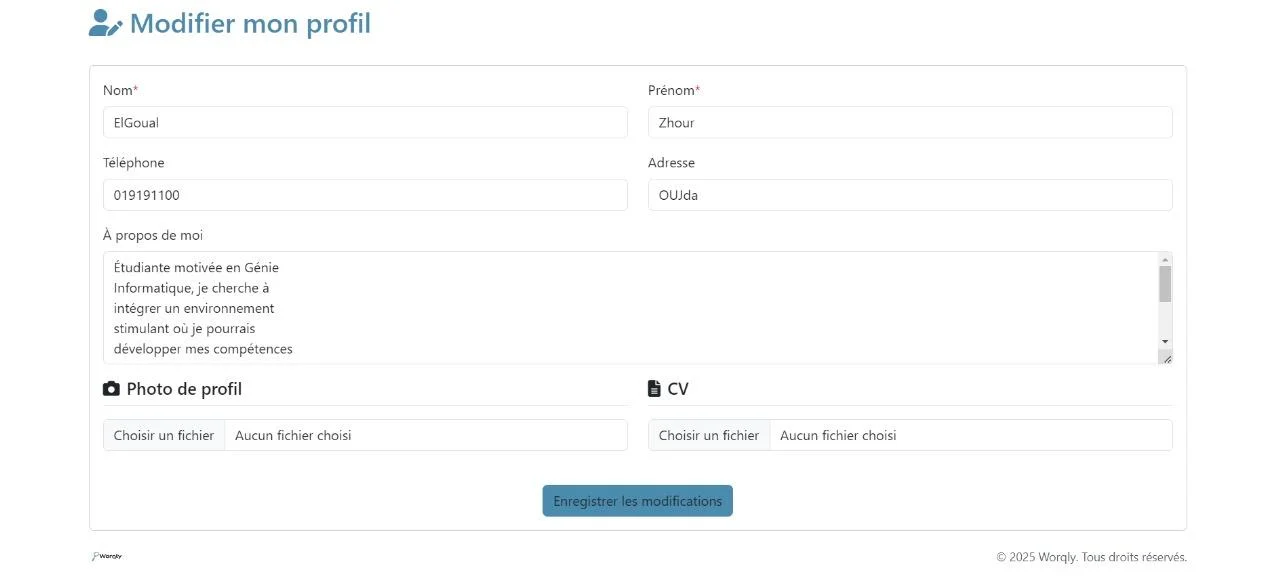 Modifier mon profil
Nom* Prénom*
ElGoual Zhour
Téléphone Adresse
019191100 OUJda
À propos de moi
Étudiante motivée en Génie
Informatique, je cherche à
intégrer un environnement
stimulant où je pourrais
développer mes compétences
Photo de profil CV
Choisir un fichier Aucun fichier choisi Choisir un fichier Aucun fichier choisi
Enregistrer les modifications
Worqly © 2025 Worqly. Tous droits réservés.